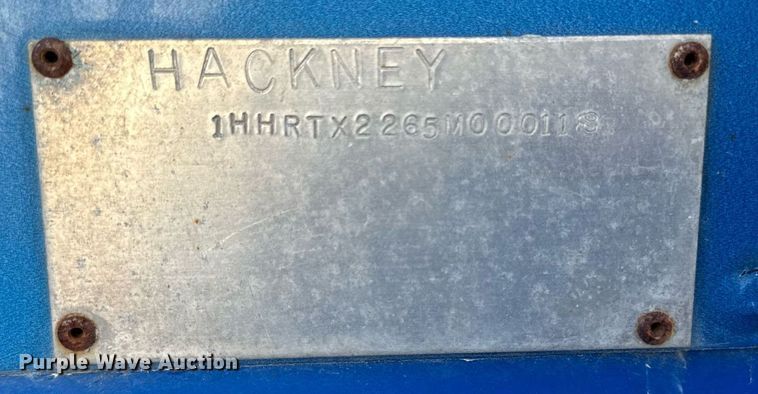 HACKNEY
1HHRTX2265M000118
Purple Wave Auction